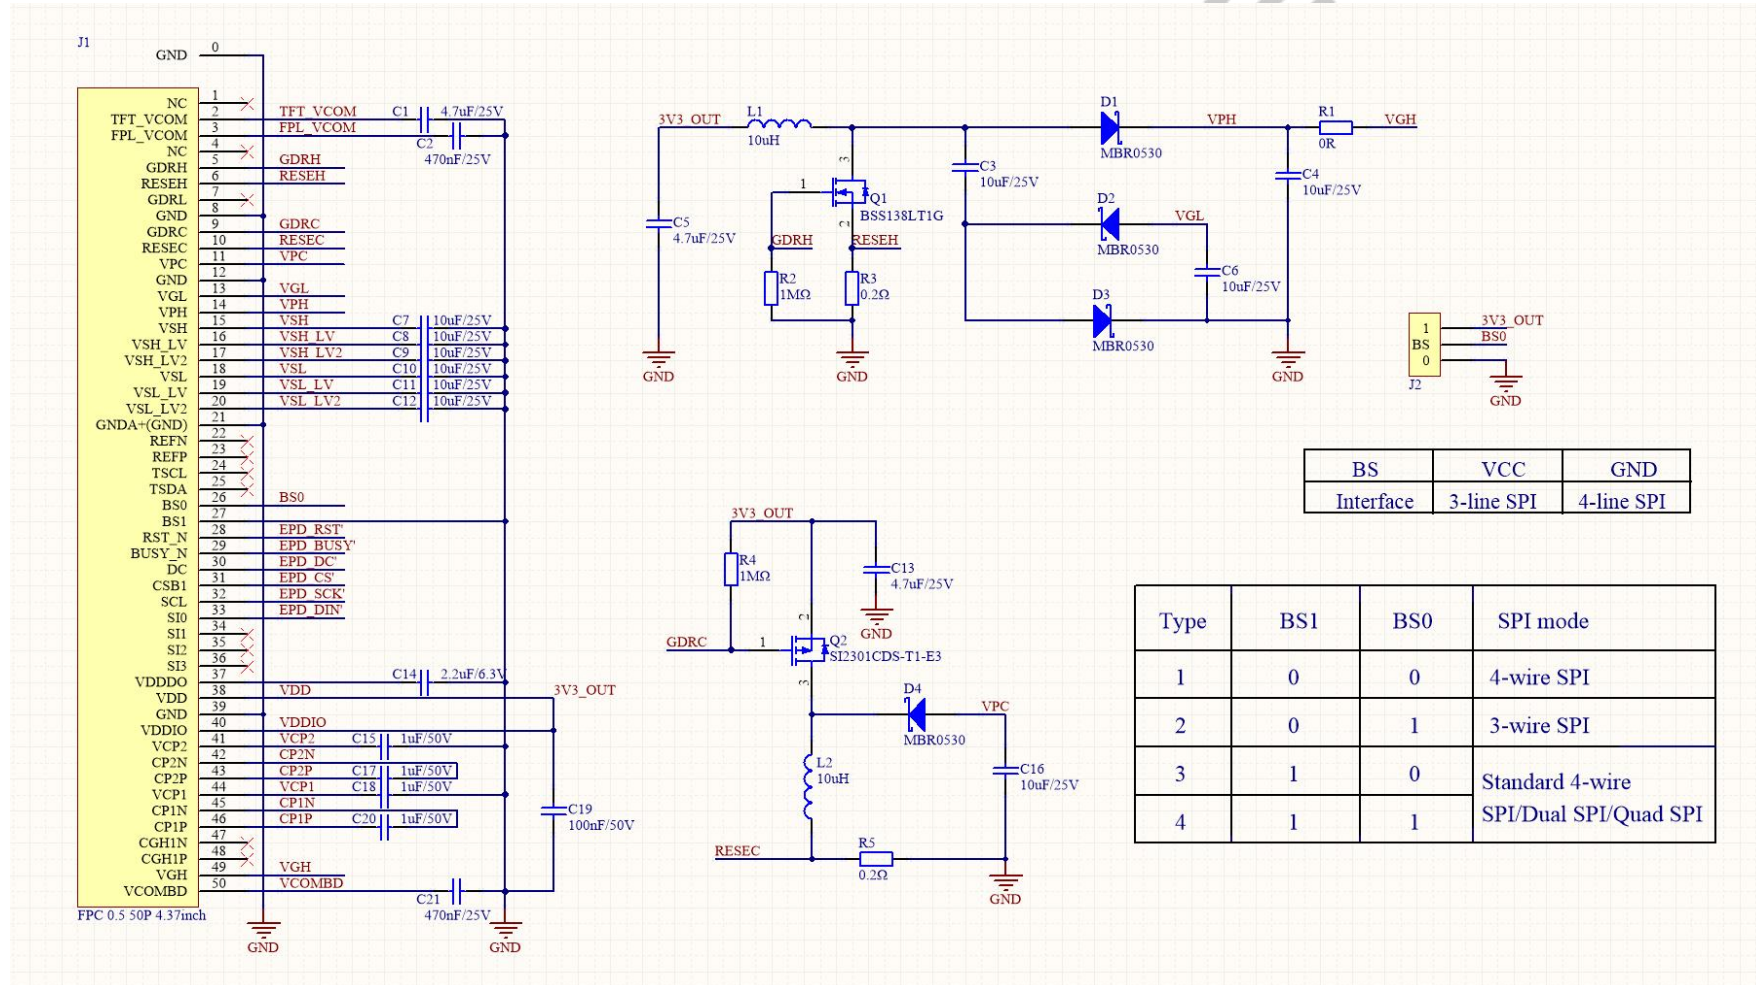 J1
GND 0
NC 1
TFT_VCOM 2 TFT_VCOM C1 4.7uF/25V
FPL_VCOM 3 FPL_VCOM C2 470nF/25V
NC 4
GDRH 5 GDRH
RESEH 6 RESEH
GDRL 7
GND 8
GDRC 9 GDRC
RESEC 10 RESEC
VPC 11 VPC
GND 12
VGL 13 VGL
VPH 14 VPH
VSH 15 VSH C7 10uF/25V
VSH_LV 16 VSH_LV C8 10uF/25V
VSH_LV2 17 VSH_LV2 C9 10uF/25V
VSL 18 VSL C10 10uF/25V
VSL_LV 19 VSL_LV C11 10uF/25V
VSL_LV2 20 VSL_LV2 C12 10uF/25V
GNDA+(GND) 21
REFN 22
REFP 23
TSCL 24
TSDA 25
BS0 26 BS0
BS1 27
RST_N 28 EPD_RST'
BUSY_N 29 EPD_BUSY'
DC 30 EPD_DC'
CSB1 31 EPD_CS'
SCL 32 EPD_SCK'
SI0 33 EPD_DIN'
SI1 34
SI2 35
SI3 36
VDDDO 37 C14 2.2uF/6.3V
VDD 38 VDD 3V3_OUT
GND 39
VDDIO 40 VDDIO
VCP2 41 VCP2 C15 1uF/50V
CP2N 42 CP2N
CP2P 43 CP2P C17 1uF/50V
VCP1 44 VCP1 C18 1uF/50V
CP1N 45 CP1N
CP1P 46 CP1P C20 1uF/50V
CGH1N 47
CGH1P 48
VGH 49 VGH
VCOMBD 50 VCOMBD C21 470nF/25V
C19
100nF/50V
FPC 0.5 50P 4.37inch
GND
GND
3V3_OUT
L1
10uH
D1
MBR0530
VPH
R1
0R
VGH
C3
10uF/25V
C4
10uF/25V
3
1
Q1
BSS138LT1G
2
D2
MBR0530
VGL
C5
4.7uF/25V
GDRH
RESEH
R2
1MΩ
R3
0.2Ω
C6
10uF/25V
D3
MBR0530
GND
GND
GND
1 3V3_OUT
BS BS0
0
J2
GND
BS VCC GND
Interface 3-line SPI 4-line SPI
3V3_OUT
R4
1MΩ
C13
4.7uF/25V
GND
2
GDRC
1
Q2
SI2301CDS-T1-E3
3
D4
MBR0530
VPC
L2
10uH
C16
10uF/25V
RESEC
R5
0.2Ω
GND
Type BS1 BS0 SPI mode
1 0 0 4-wire SPI
2 0 1 3-wire SPI
3 1 0 Standard 4-wire
4 1 1 SPI/Dual SPI/Quad SPI